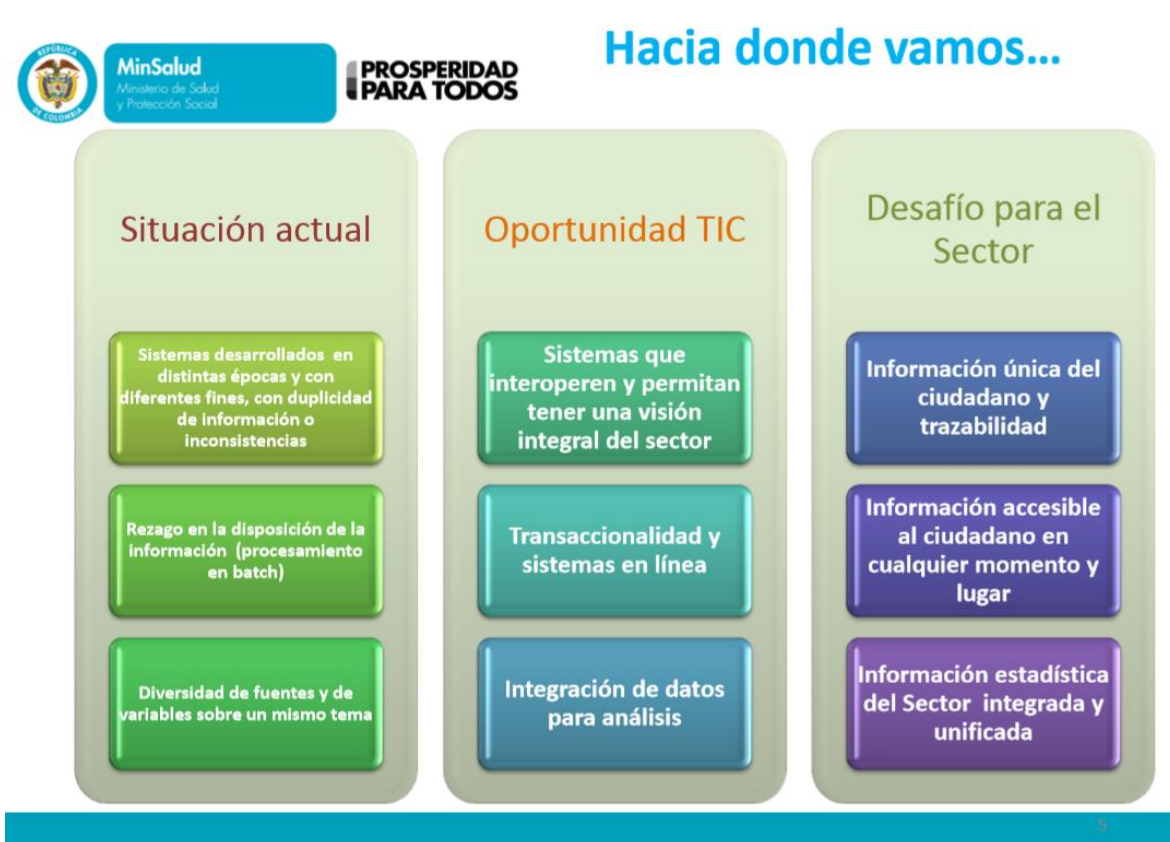 Hacia donde vamos...
REPÚBLICA
DE COLOMBIA
MinSalud
Ministerio de Salud
y Protección Social
PROSPERIDAD
PARA TODOS
Situación actual
Sistemas desarrollados en
distintas épocas y con
diferentes fines, con duplicidad
de información o
inconsistencias
Rezago en la disposición de la
información (procesamiento
en batch)
Diversidad de fuentes y de
variables sobre un mismo tema
Oportunidad TIC
Sistemas que
interoperen y permitan
tener una visión
integral del sector
Transaccionalidad y
sistemas en línea
Integración de datos
para análisis
Desafío para el
Sector
Información única del
ciudadano y
trazabilidad
Información accesible
al ciudadano en
cualquier momento y
lugar
Información estadística
del Sector integrada y
unificada
5